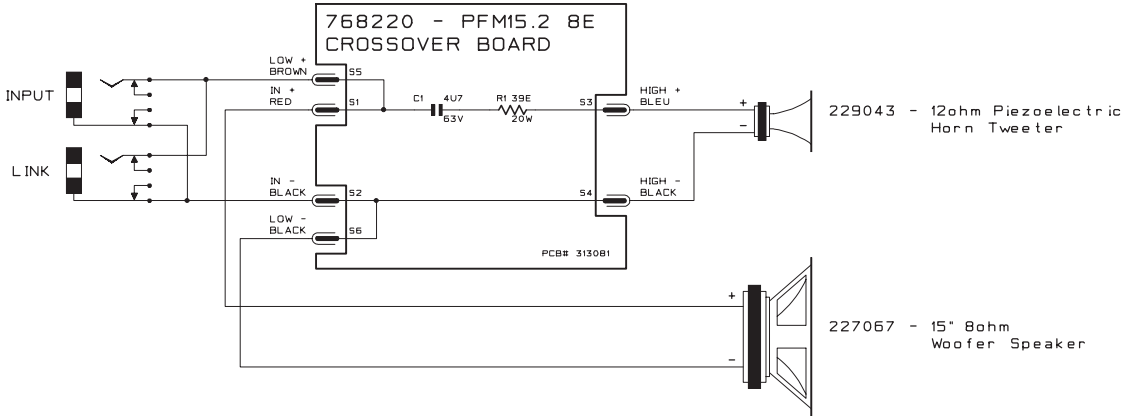 768220 - PFM15.2 8E
CROSSOVER BOARD
LOW +
BROWN
S5
IN +
RED
S1
C1
4U7
63V
R1 39E
20W
S3
HIGH +
BLEU
INPUT
LINK
+
-
229043 - 12ohm Piezoelectric
Horn Tweeter
IN -
BLACK
S2
S4
HIGH -
BLACK
LOW -
BLACK
S6
PCB# 313081
+
-
227067 - 15" 8ohm
Woofer Speaker